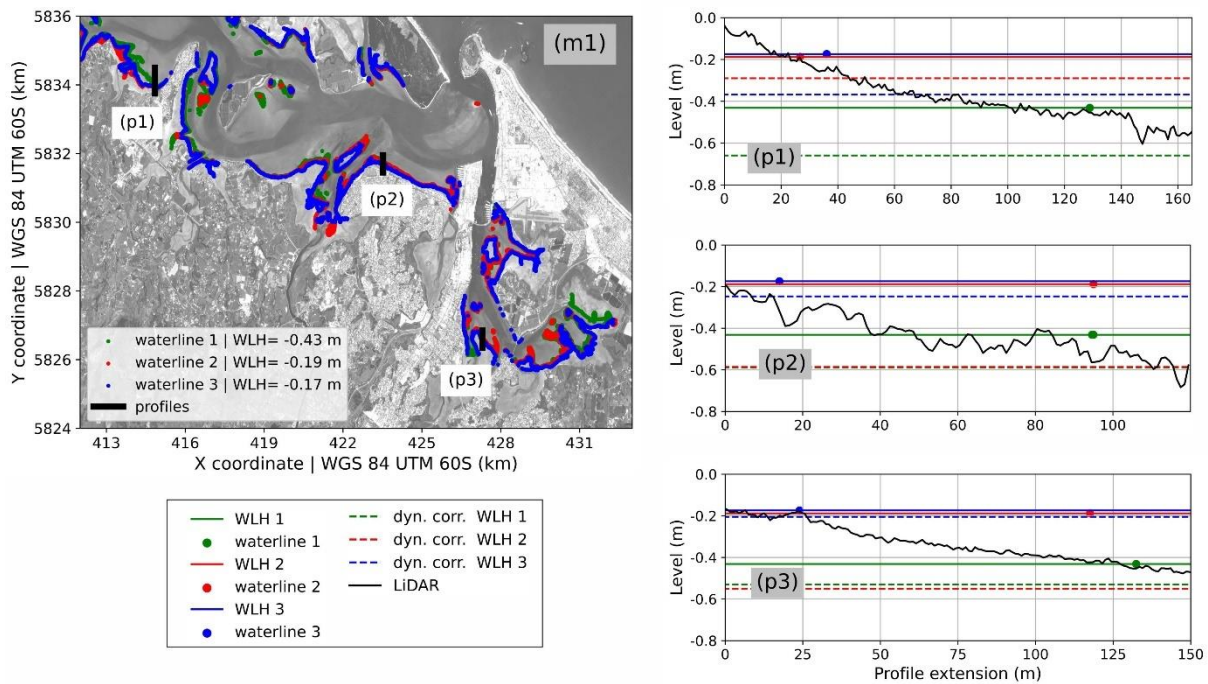 5836
5834
5832
5830
5828
5826
5824
Y coordinate | WGS 84 UTM 60S (km)
(m1)
(p1)
(p2)
(p3)
waterline 1 | WLH= -0.43 m
waterline 2 | WLH= -0.19 m
waterline 3 | WLH= -0.17 m
profiles
413 416 419 422 425 428 431
X coordinate | WGS 84 UTM 60S (km)
WLH 1
waterline 1
WLH 2
waterline 2
WLH 3
waterline 3
dyn. corr. WLH 1
dyn. corr. WLH 2
dyn. corr. WLH 3
LiDAR
0.0
-0.2
-0.4
-0.6
-0.8
Level (m)
(p1)
0 20 40 60 80 100 120 140 160
0.0
-0.2
-0.4
-0.6
-0.8
Level (m)
(p2)
0 20 40 60 80 100
0.0
-0.2
-0.4
-0.6
-0.8
Level (m)
(p3)
0 25 50 75 100 125 150
Profile extension (m)